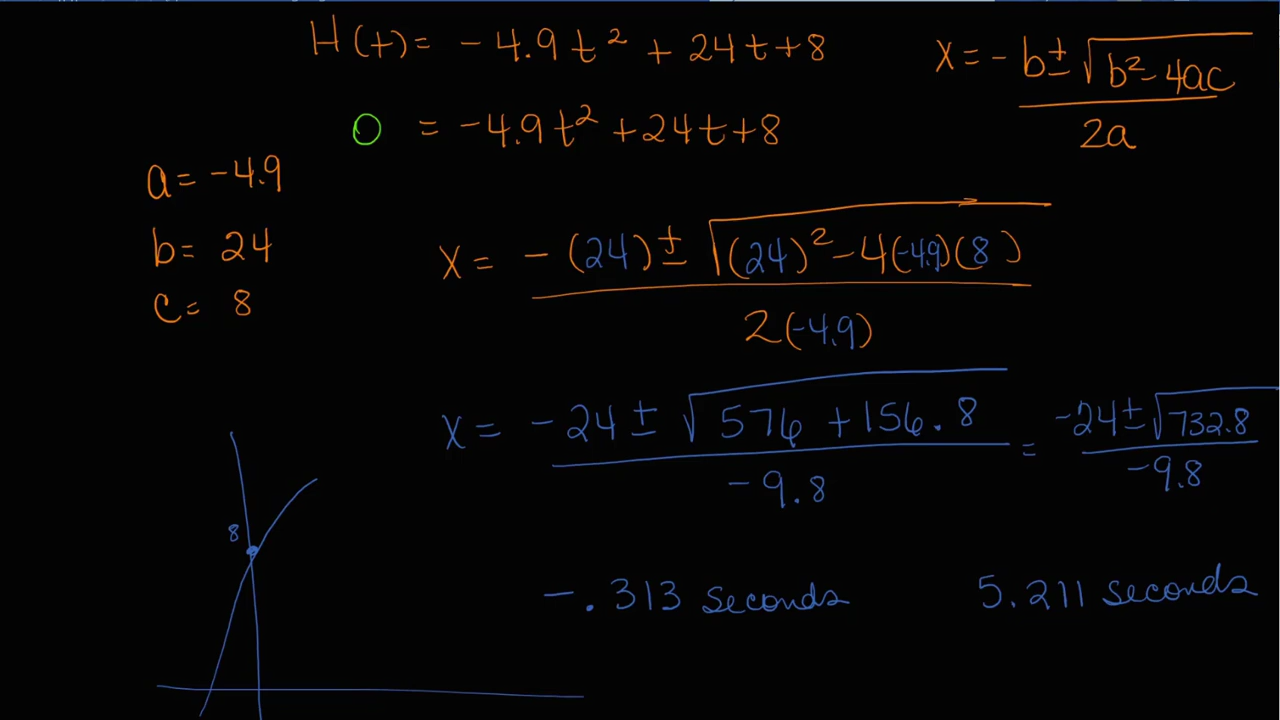 H(t) = -4.9t² + 24t + 8
x = -b ± √b² - 4ac
2a
0 = -4.9t² + 24t + 8
a = -4.9
b = 24
c = 8
x = -(24) ± √(24)² - 4(-4.9)(8)
2(-4.9)
x = -24 ± √576 + 156.8
-9.8
= -24 ± √732.8
-9.8
8
-.313 seconds
5.211 seconds